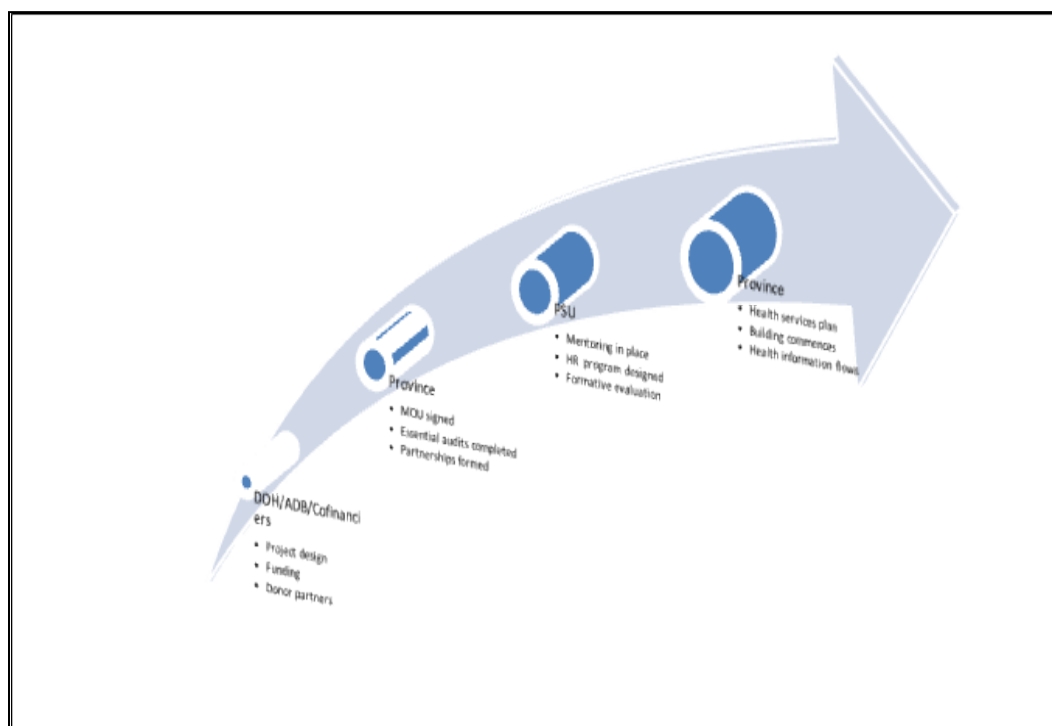 DOH/ADB/Cofinanci
ers
• Project design
• Funding
• Donor partners
Province
• MOU signed
• Essential audits completed
• Partnerships formed
PSU
• Mentoring in place
• HR program designed
• Formative evaluation
Province
• Health services plan
• Building commences
• Health information flows